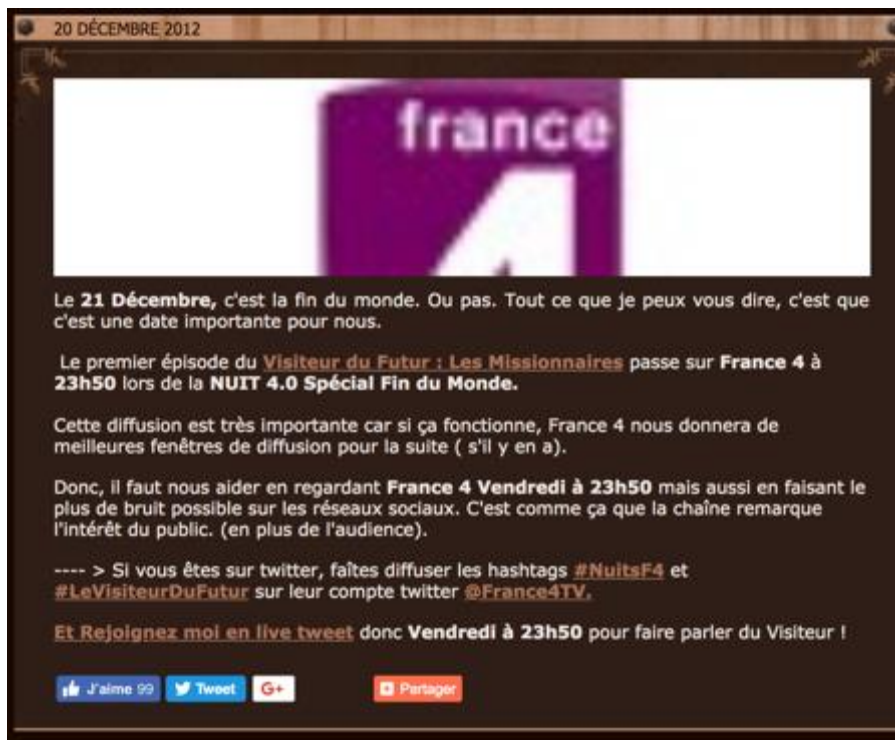 20 DÉCEMBRE 2012
france
4
Le 21 Décembre, c'est la fin du monde. Ou pas. Tout ce que je peux vous dire, c'est que
c'est une date importante pour nous.
Le premier épisode du Visiteur du Futur : Les Missionnaires passe sur France 4 à
23h50 lors de la NUIT 4.0 Spécial Fin du Monde.
Cette diffusion est très importante car si ça fonctionne, France 4 nous donnera de
meilleures fenêtres de diffusion pour la suite ( s'il y en a).
Donc, il faut nous aider en regardant France 4 Vendredi à 23h50 mais aussi en faisant le
plus de bruit possible sur les réseaux sociaux. C'est comme ça que la chaîne remarque
l'intérêt du public. (en plus de l'audience).
---- > Si vous êtes sur twitter, faîtes diffuser les hashtags #NuitsF4 et
#LeVisiteurDuFutur sur leur compte twitter @France4TV.
Et Rejoignez moi en live tweet donc Vendredi à 23h50 pour faire parler du Visiteur !
J'aime 99 Tweet G+ Partager